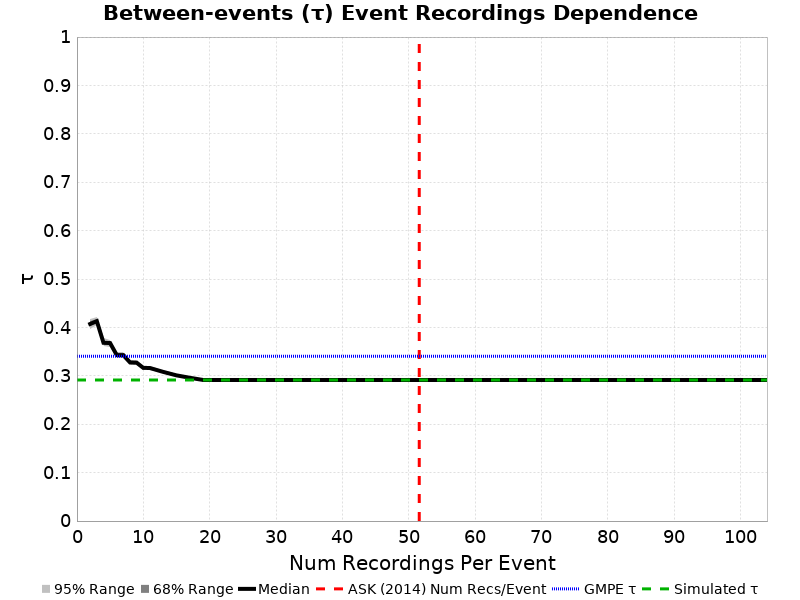 Between-events (τ) Event Recordings Dependence
1
0.9
0.8
0.7
0.6
0.5
0.4
0.3
0.2
0.1
0
τ
0 10 20 30 40 50 60 70 80 90 100
Num Recordings Per Event
95% Range 68% Range Median ASK (2014) Num Recs/Event GMPE τ Simulated τ